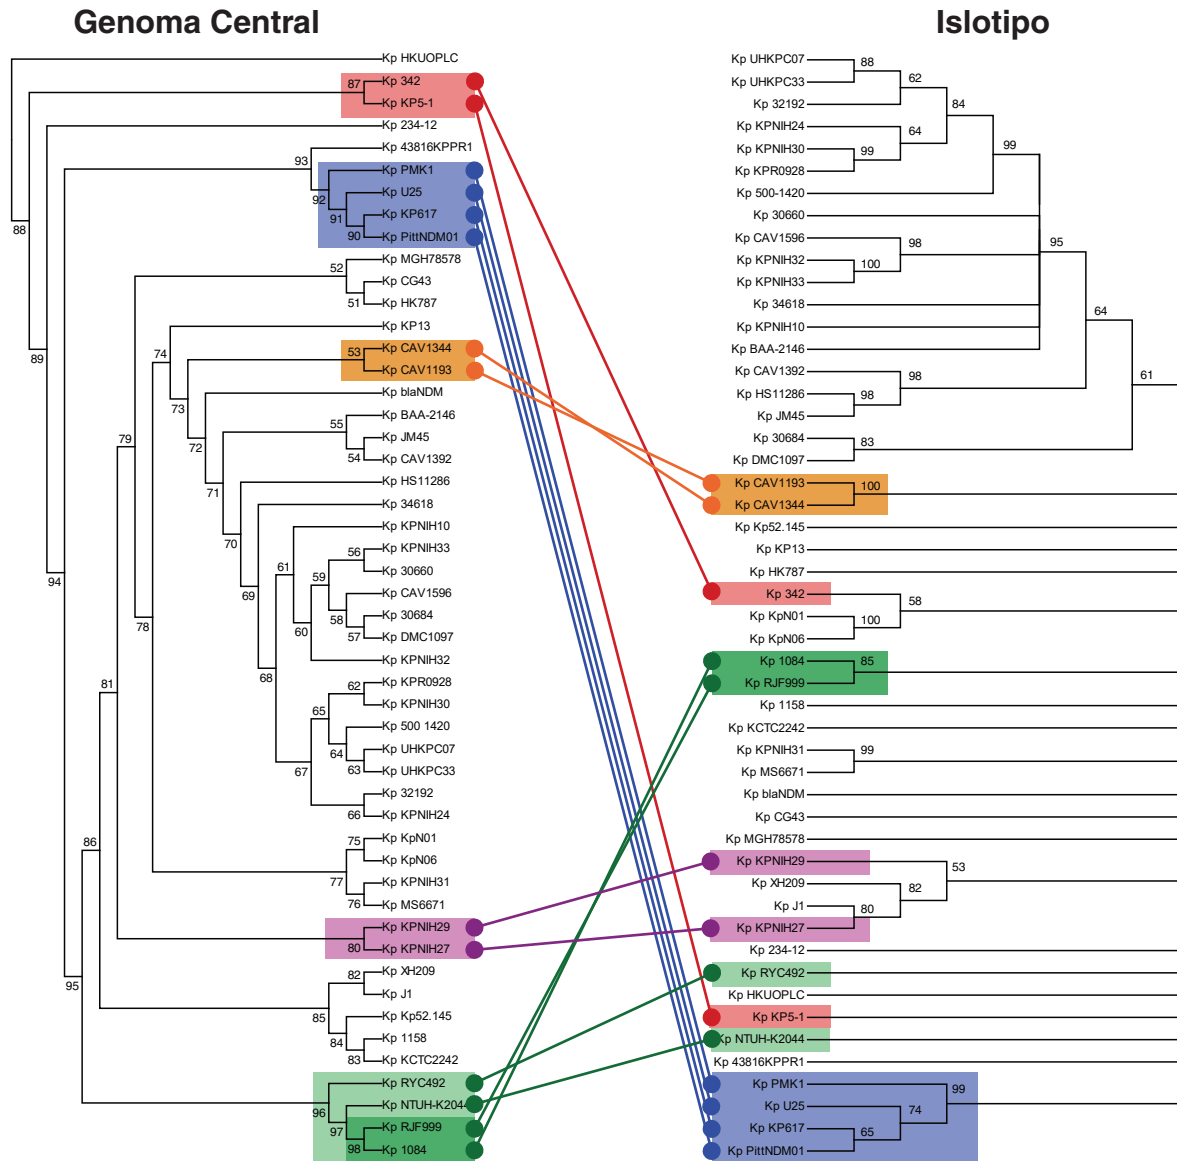 Genoma Central
Islotipo
Kp HKUOPLC
87
Kp 342
Kp KP5-1
Kp 234-12
Kp 43816KPPR1
93
Kp PMK1
92
Kp U25
91
Kp KP617
90
Kp PittNDM01
88
Kp MGH78578
52
Kp CG43
51
Kp HK787
Kp KP13
89
74
53
Kp CAV1344
Kp CAV1193
73
Kp blaNDM
55
Kp BAA-2146
79
72
Kp JM45
54
Kp CAV1392
71
Kp HS11286
Kp 34618
70
Kp KPNIH10
56
Kp KPNIH33
61
59
Kp 30660
94
69
Kp CAV1596
58
Kp 30684
78
60
57
Kp DMC1097
Kp KPNIH32
68
81
62
Kp KPR0928
65
Kp KPNIH30
Kp 500 1420
64
Kp UHKPC07
67
63
Kp UHKPC33
Kp 32192
66
Kp KPNIH24
86
75
Kp KpN01
Kp KpN06
77
Kp KPNIH31
76
Kp MS6671
Kp KPNIH29
80
Kp KPNIH27
95
82
Kp XH209
Kp J1
85
Kp Kp52.145
84
Kp 1158
83
Kp KCTC2242
Kp RYC492
96
Kp NTUH-K2044
97
Kp RJF999
98
Kp 1084
Kp UHKPC07
88
Kp UHKPC33
62
Kp 32192
84
Kp KPNIH24
64
Kp KPNIH30
99
99
Kp KPR0928
Kp 500-1420
Kp 30660
Kp CAV1596
98
95
Kp KPNIH32
100
Kp KPNIH33
Kp 34618
64
Kp KPNIH10
Kp BAA-2146
Kp CAV1392
98
61
Kp HS11286
98
Kp JM45
Kp 30684
83
Kp DMC1097
Kp CAV1193
100
Kp CAV1344
Kp Kp52.145
Kp KP13
Kp HK787
Kp 342
58
Kp KpN01
100
Kp KpN06
Kp 1084
85
Kp RJF999
Kp 1158
Kp KCTC2242
Kp KPNIH31
99
Kp MS6671
Kp blaNDM
Kp CG43
Kp MGH78578
Kp KPNIH29
53
Kp XH209
82
Kp J1
80
Kp KPNIH27
Kp 234-12
Kp RYC492
Kp HKUOPLC
Kp KP5-1
Kp NTUH-K2044
Kp 43816KPPR1
Kp PMK1
99
Kp U25
74
Kp KP617
65
Kp PittNDM01